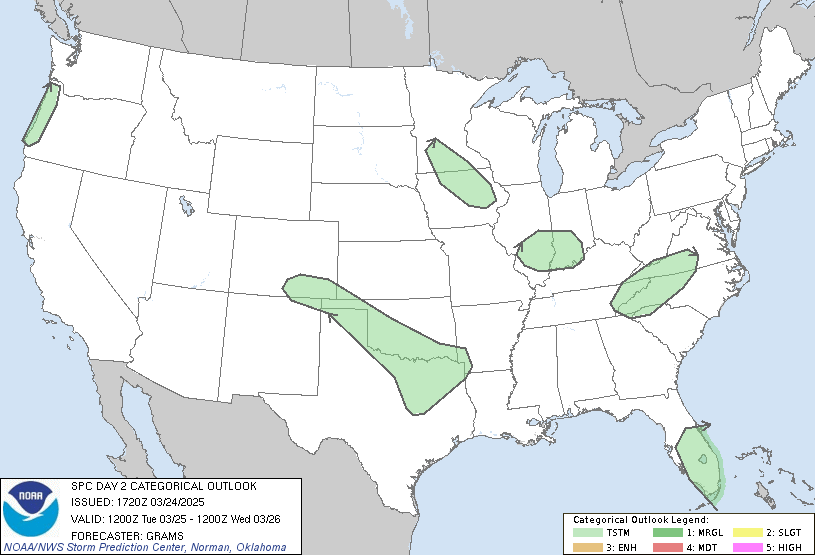 NOAA
SPC DAY 2 CATEGORICAL OUTLOOK
ISSUED: 1720Z 03/24/2025
VALID: 1200Z Tue 03/25 - 1200Z Wed 03/26
FORECASTER: GRAMS
NOAA/NWS Storm Prediction Center, Norman, Oklahoma
Categorical Outlook Legend:
TSTM 1: MRGL 2: SLGT
3: ENH 4: MDT 5: HIGH